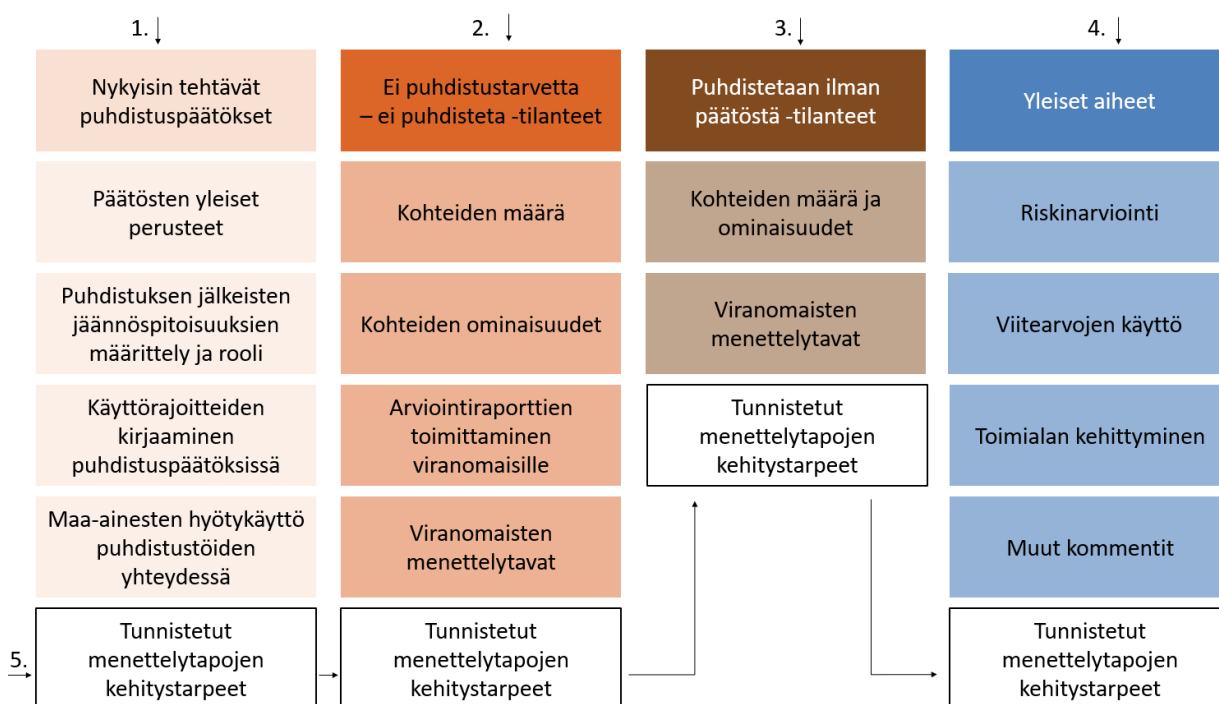 1.
Nykyisin tehtävät
puhdistuspäätökset
Päätösten yleiset
perusteet
Puhdistuksen jälkeisten
jäännöspitoisuuksien
määrittely ja rooli
Käyttörajoitteiden
kirjaaminen
puhdistuspäätöksissä
Maa-ainesten hyötykäyttö
puhdistustöiden
yhteydessä
5.
Tunnistetut
menettelytapojen
kehitystarpeet
2.
Ei puhdistustarvetta
– ei puhdisteta -tilanteet
Kohteiden määrä
Kohteiden ominaisuudet
Arviointiraporttien
toimittaminen
viranomaisille
Viranomaisten
menettelytavat
Tunnistetut
menettelytapojen
kehitystarpeet
3.
Puhdistetaan ilman
päätöstä -tilanteet
Kohteiden määrä ja
ominaisuudet
Viranomaisten
menettelytavat
Tunnistetut
menettelytapojen
kehitystarpeet
4.
Yleiset aiheet
Riskinarviointi
Viitearvojen käyttö
Toimialan kehittyminen
Muut kommentit
Tunnistetut
menettelytapojen
kehitystarpeet